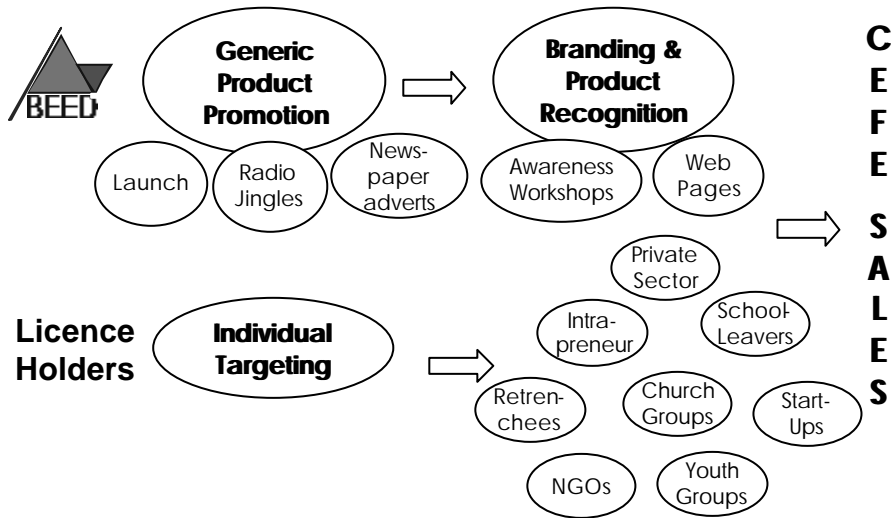 BEED
Generic
Product
Promotion
Branding &
Product
Recognition
Launch
Radio
Jingles
News-
paper
adverts
Awareness
Workshops
Web
Pages
Licence
Holders
Individual
Targeting
Private
Sector
Intra-
preneur
School-
Leavers
Retren-
chees
Church
Groups
Start-
Ups
NGOs
Youth
Groups
C
E
F
E
S
A
L
E
S